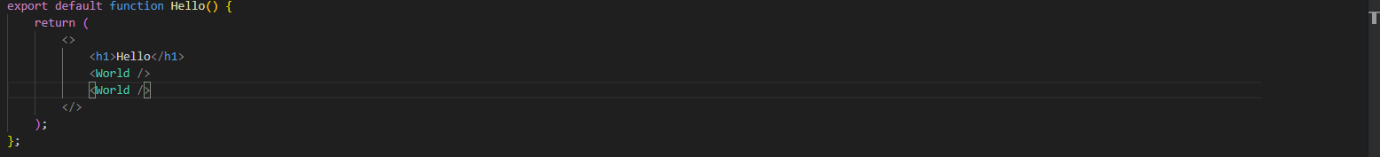 export default function Hello() {
    return (
        <>
            <h1>Hello</h1>
            <World />
            <World />
        </>
    );
};